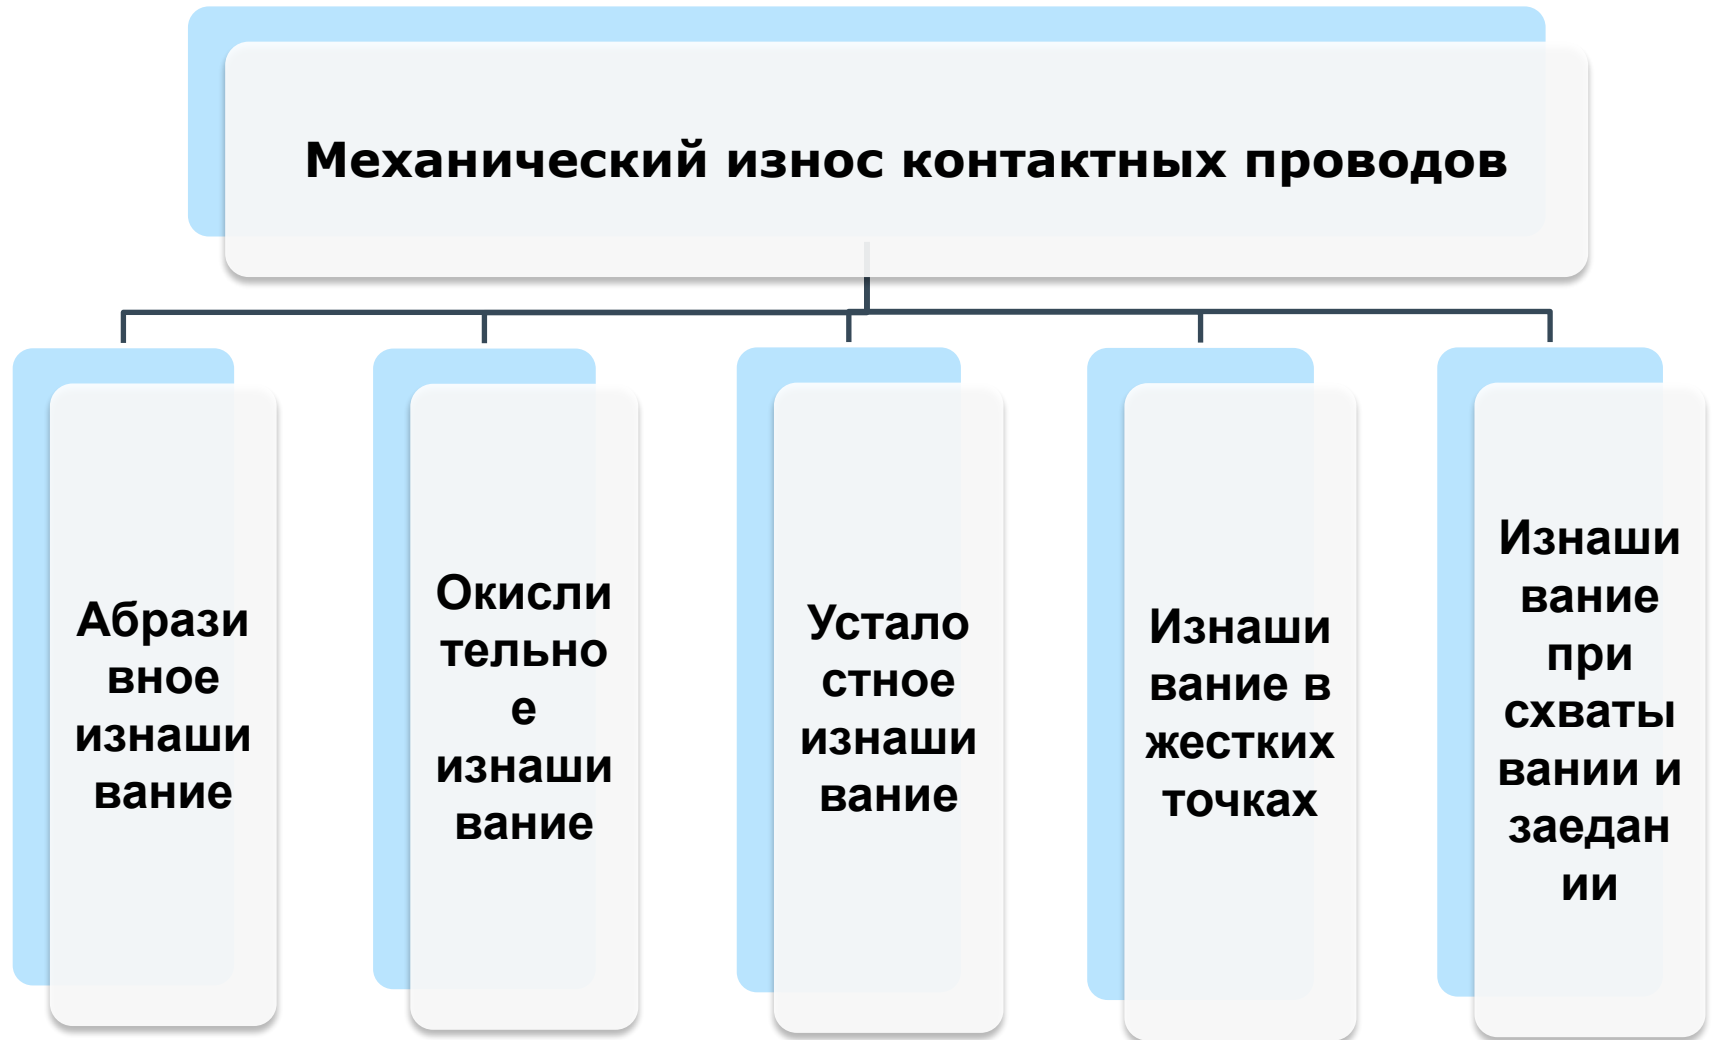 Механический износ контактных проводов
Абрази
вное
изнаши
вание
Окисли
тельно
е
изнаши
вание
Устало
стное
изнаши
вание
Изнаши
вание в
жестких
точках
Изнаши
вание
при
схваты
вании и
заедан
ии